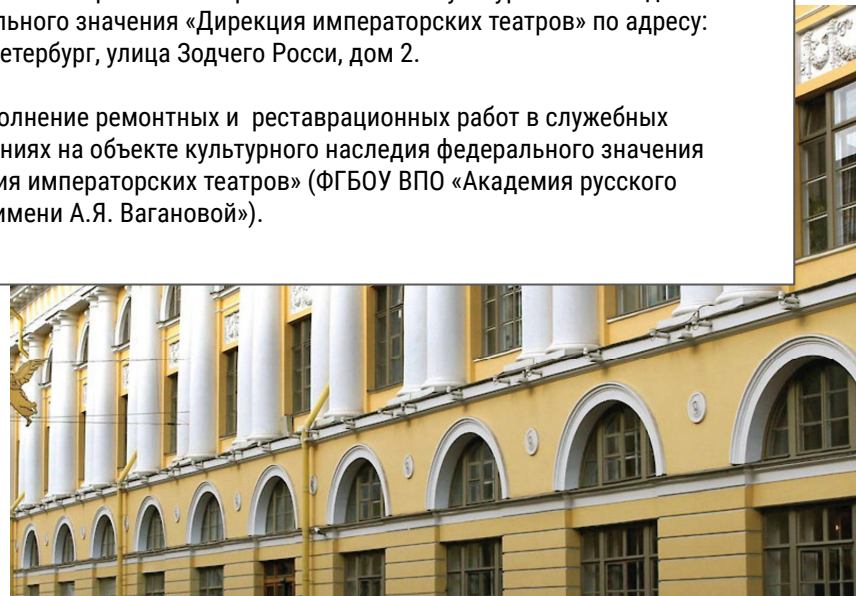 льного значения «Дирекция императорских театров» по адресу:
етербург, улица Зодчего Росси, дом 2.
олнение ремонтных и реставрационных работ в служебных
ниях на объекте культурного наследия федерального значения
ия императорских театров» (ФГБОУ ВПО «Академия русского
имени А.Я. Вагановой»).